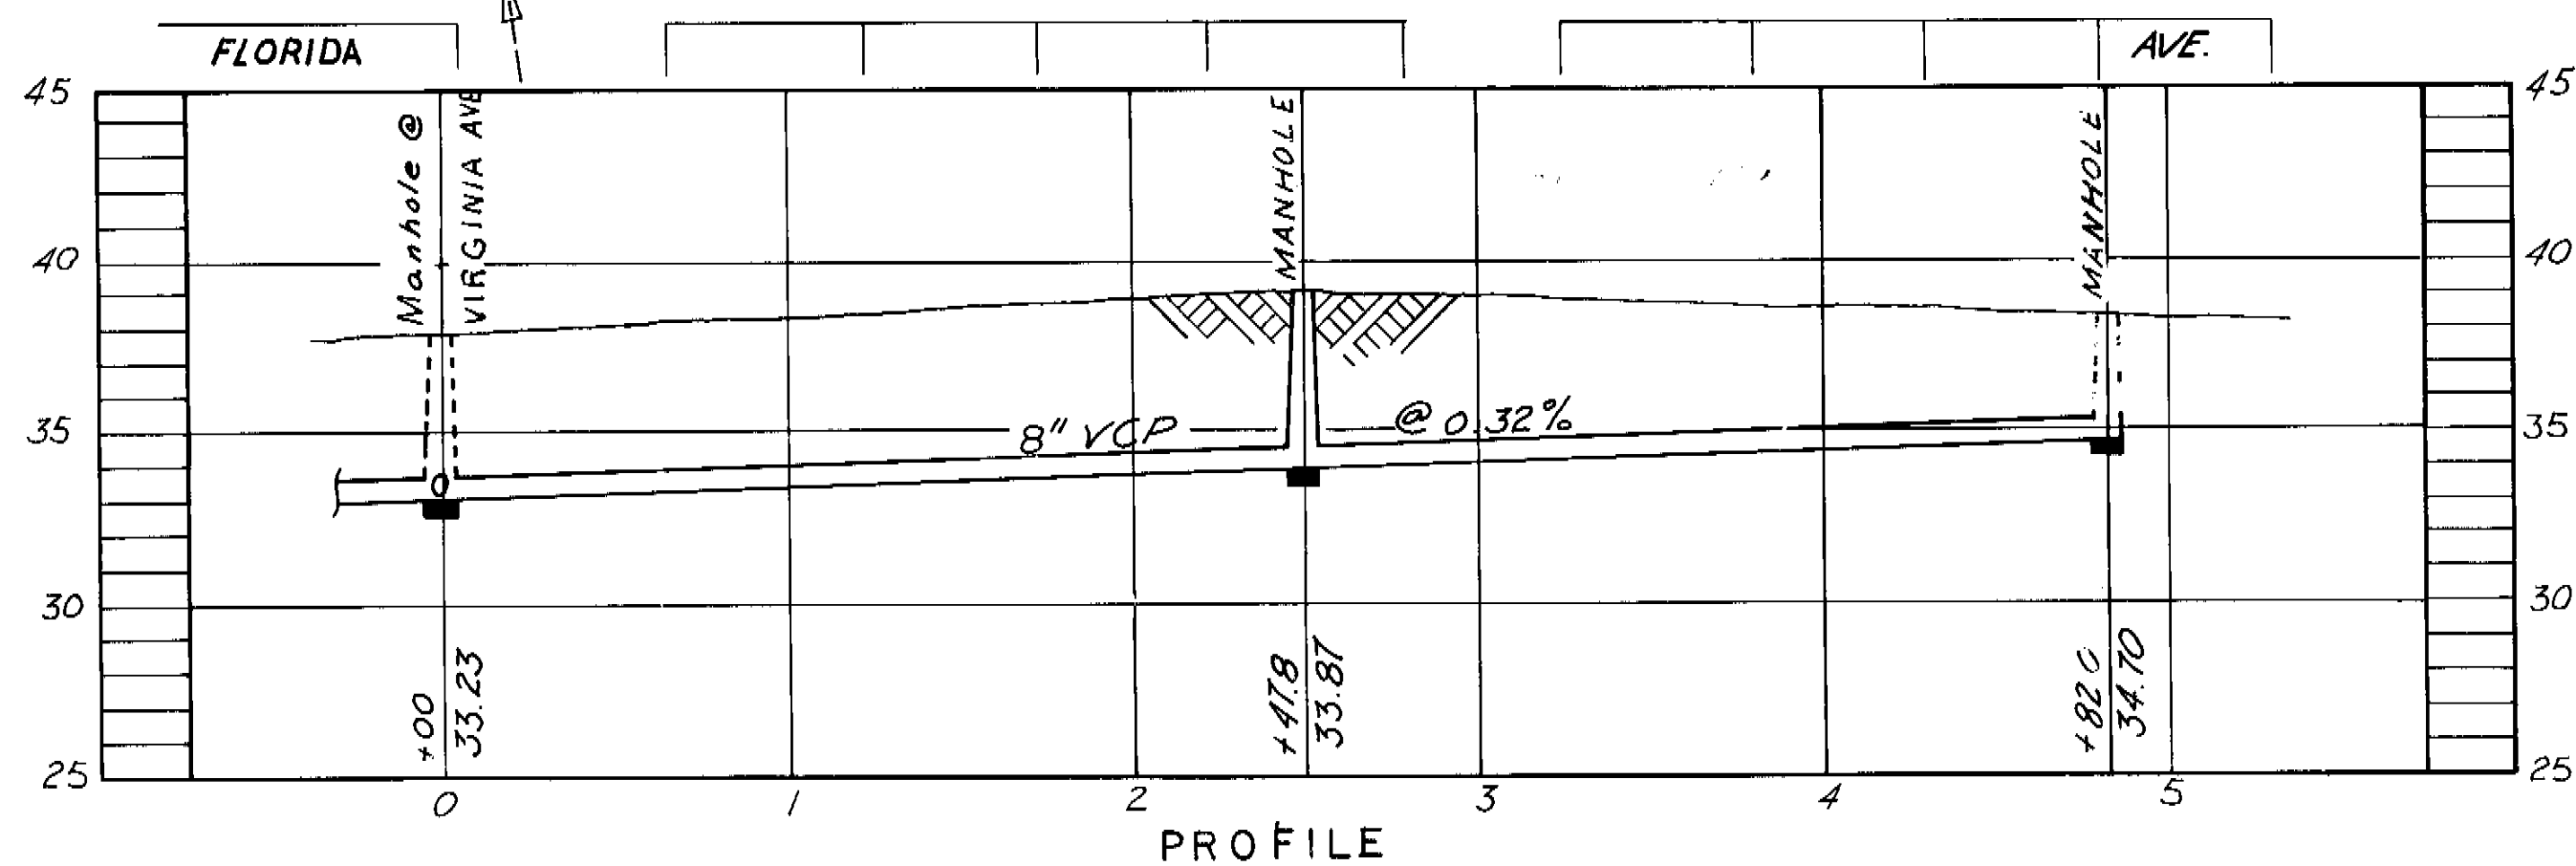 FLORIDA AVE.
45 45
Manhole @
VIRGINIA AVE
MANHOLE
MANHOLE
40 40
35 35
8" VCP @ 0.32%
30 30
+00
33.23
+47.8
33.87
+82.0
34.70
25 25
0 1 2 3 4 5
PROFILE